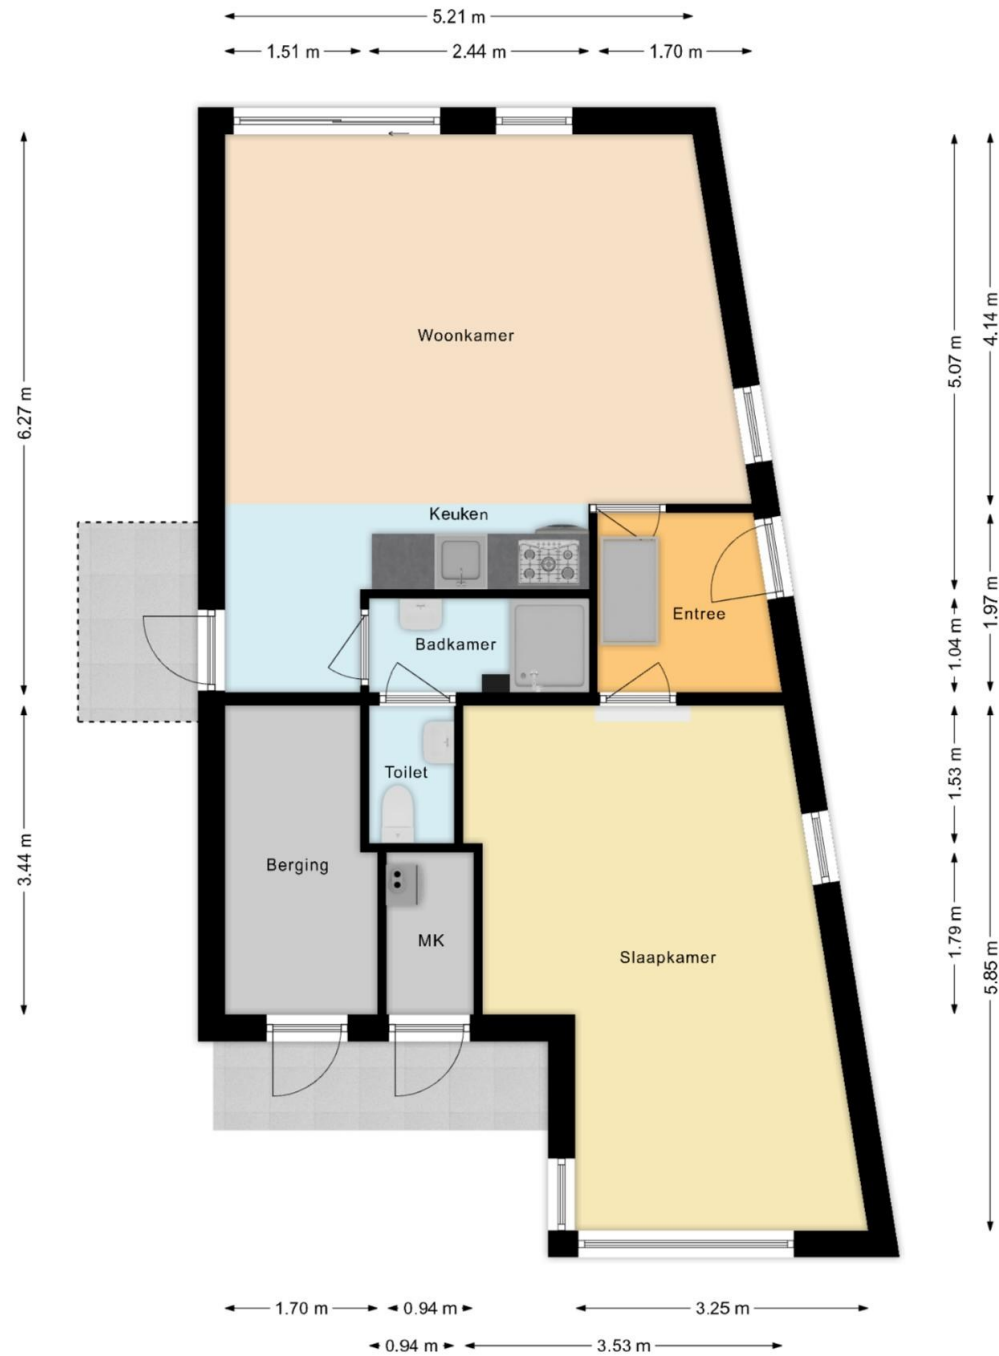 5.21 m
1.51 m
2.44 m
1.70 m
6.27 m
3.44 m
Woonkamer
Keuken
Badkamer
Entree
Toilet
Berging
MK
Slaapkamer
5.07 m
4.14 m
1.04 m
1.97 m
1.53 m
1.79 m
5.85 m
1.70 m
0.94 m
3.25 m
0.94 m
3.53 m